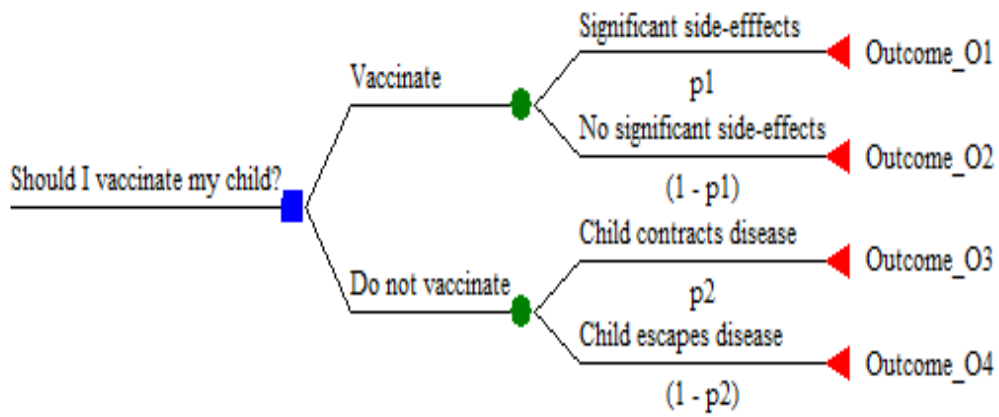 Significant side-efffects
Outcome_O1
p1
Vaccinate
No significant side-effects
Outcome_O2
(1 - p1)
Should I vaccinate my child?
Child contracts disease
Outcome_O3
p2
Do not vaccinate
Child escapes disease
Outcome_O4
(1 - p2)